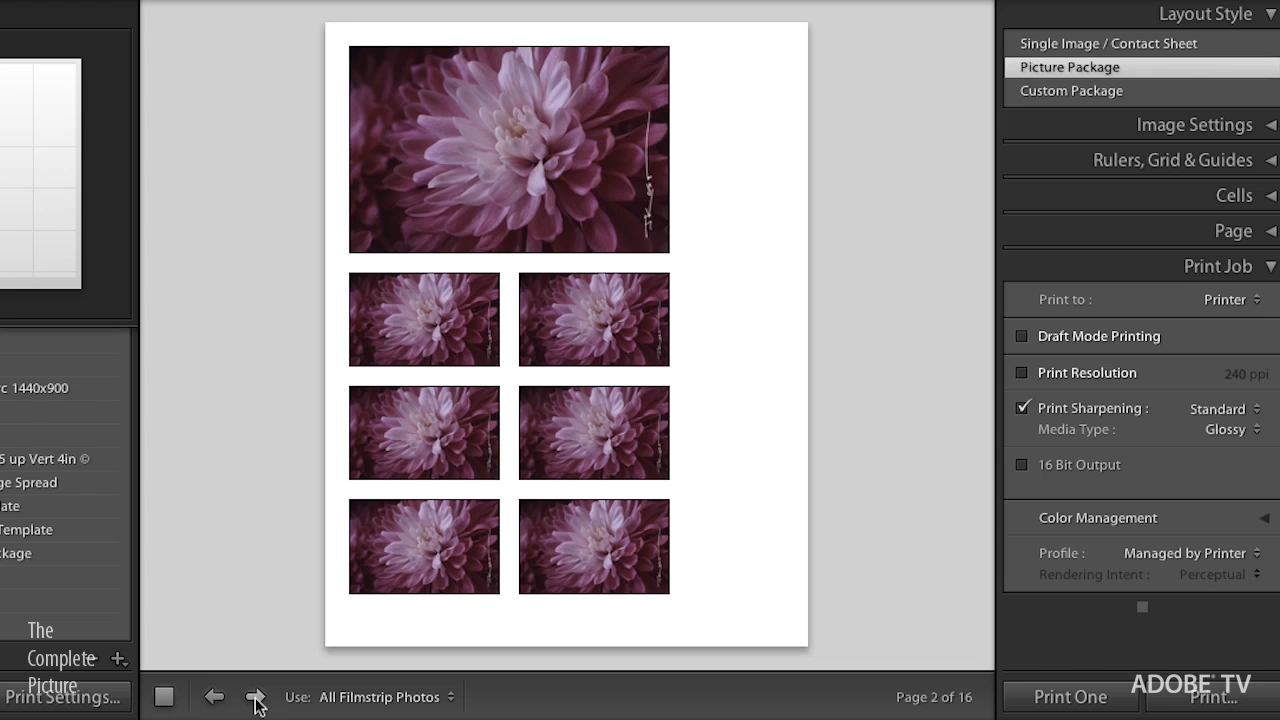 Layout Style
Single Image / Contact Sheet
Picture Package
Custom Package
Image Settings
Rulers, Grid & Guides
Cells
Page
Print Job
Print to : Printer
Draft Mode Printing
Print Resolution 240 ppi
Print Sharpening : Standard
Media Type : Glossy
16 Bit Output
Color Management
Profile : Managed by Printer
Rendering Intent : Perceptual
c 1440x900
5 up Vert 4in ©
ge Spread
ate
Template
kage
The
Complete
Picture
Print Settings...
Use: All Filmstrip Photos
Page 2 of 16
Print One
Print...
ADOBE® TV